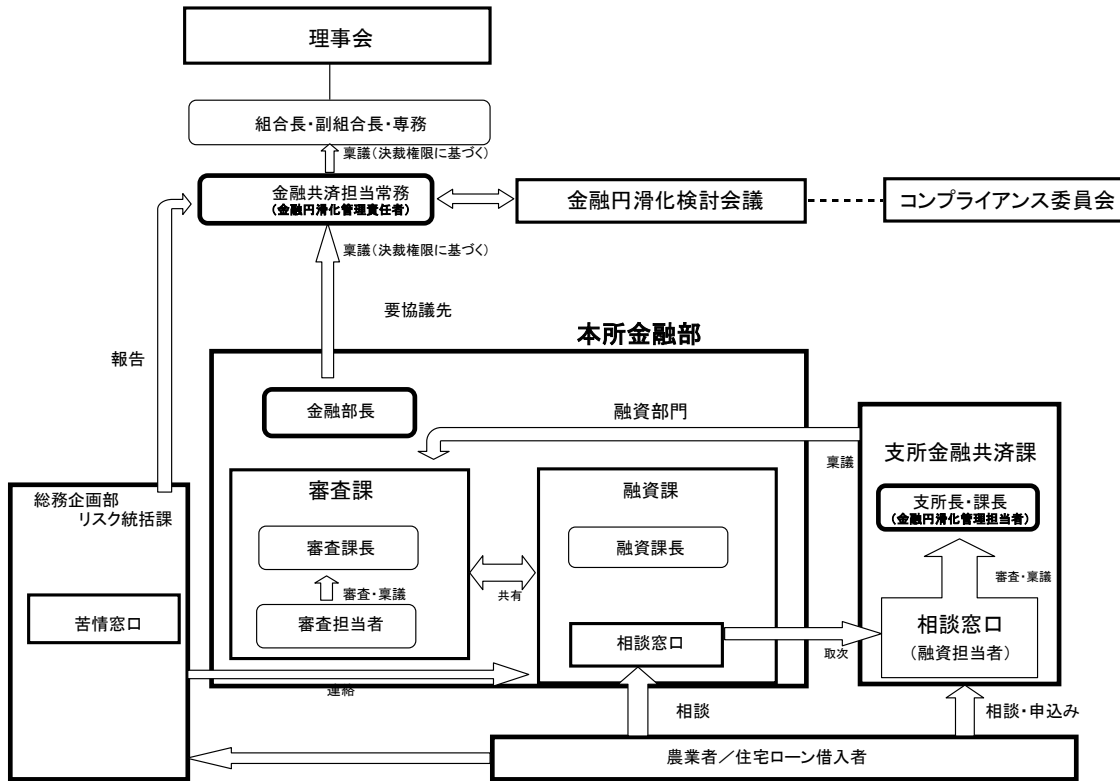 理事会
組合長・副組合長・専務
稟議（決裁権限に基づく）
金融共済担当常務
（金融円滑化管理責任者）
金融円滑化検討会議
コンプライアンス委員会
稟議（決裁権限に基づく）
要協議先
報告
本所金融部
金融部長
融資部門
稟議
支所金融共済課
支所長・課長
（金融円滑化管理担当者）
審査・稟議
相談窓口
（融資担当者）
審査課
審査課長
審査・稟議
審査担当者
共有
融資課
融資課長
相談窓口
取次
総務企画部
リスク統括課
苦情窓口
連絡
相談
相談・申込み
農業者／住宅ローン借入者